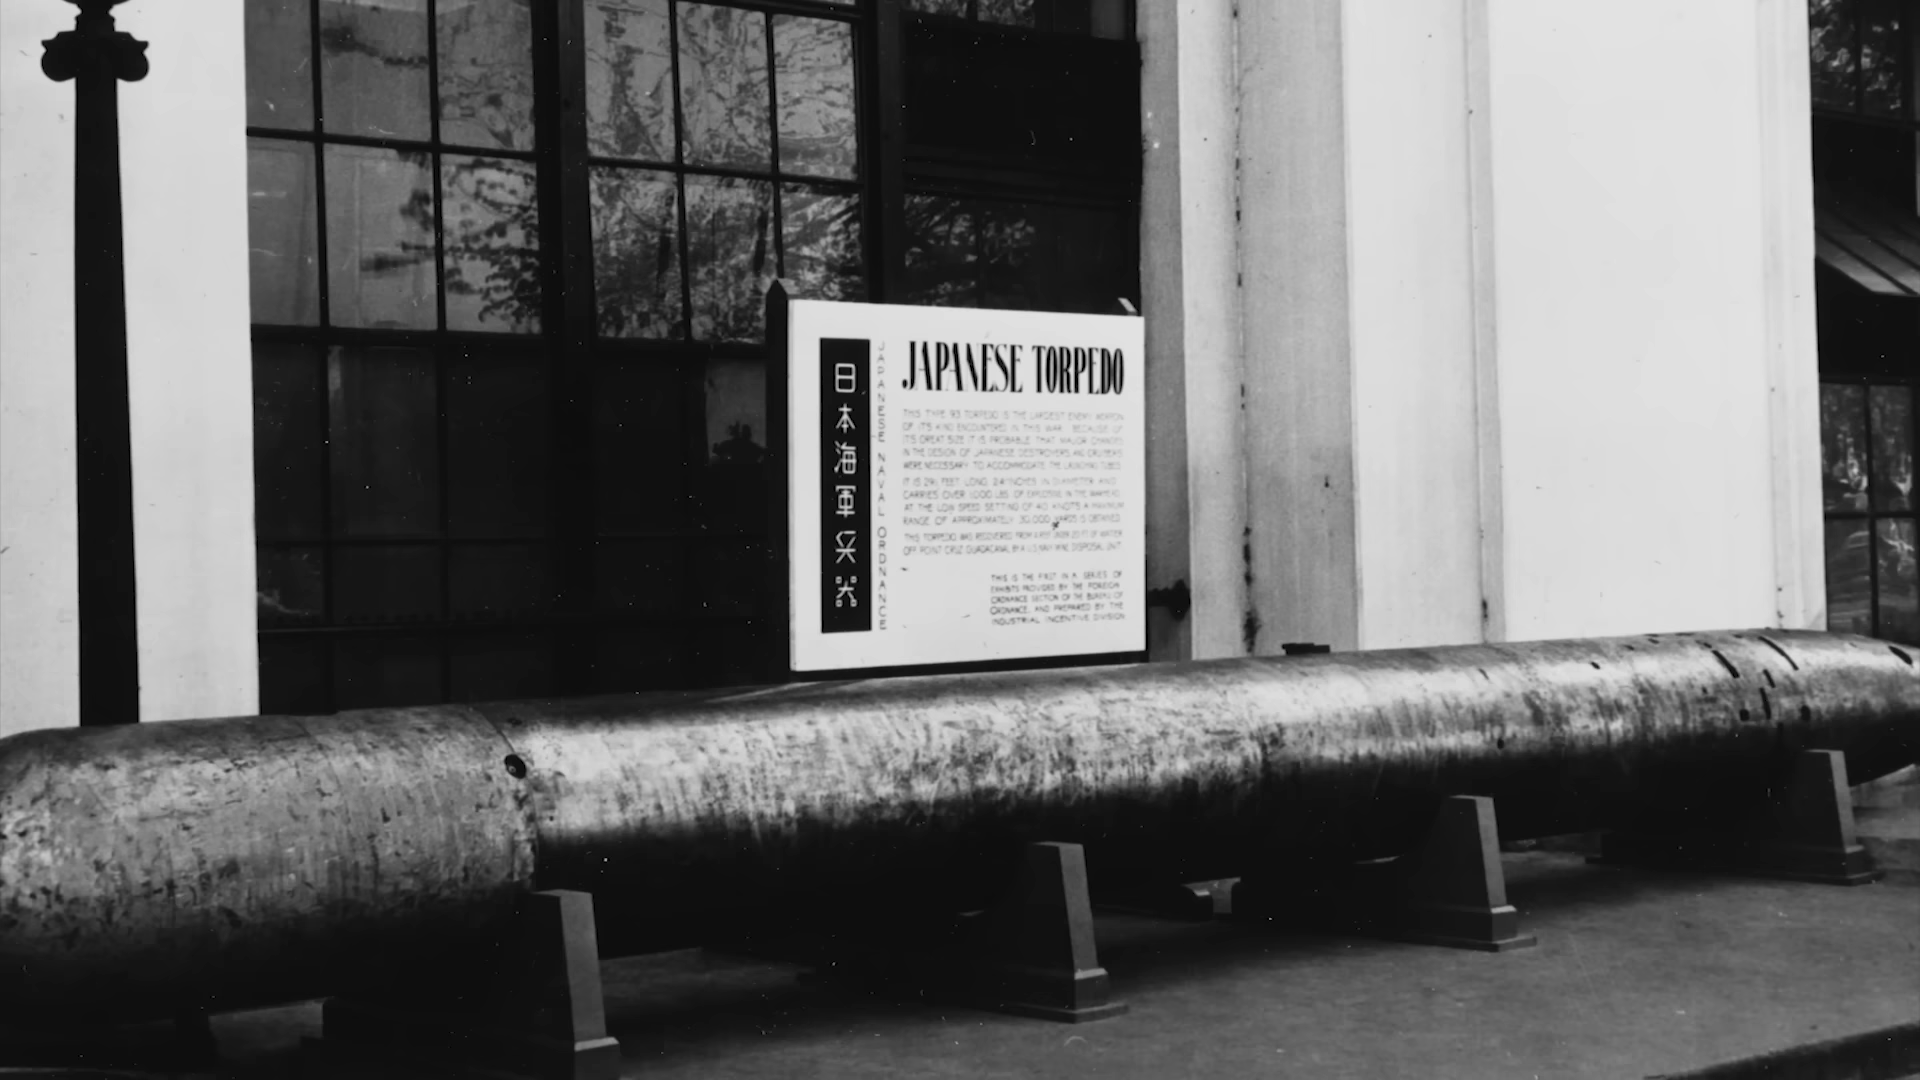 日本海軍兵器
JAPANESE NAVAL ORDNANCE
JAPANESE TORPEDO
THIS TYPE 93 TORPEDO IS THE LARGEST ENEMY WEAPON
OF ITS KIND ENCOUNTERED IN THIS WAR. BECAUSE OF
ITS GREAT SIZE IT IS PROBABLE THAT MAJOR CHANGES
IN THE DESIGN OF JAPANESE DESTROYERS AND CRUISERS
WERE NECESSARY TO ACCOMMODATE THE LAUNCHING TUBES
IT IS 29½ FEET LONG, 24 INCHES IN DIAMETER AND
CARRIES OVER 1,000 LBS. OF EXPLOSIVE IN THE WARHEAD.
AT THE LOW SPEED SETTING OF 40 KNOTS A MAXIMUM
RANGE OF APPROXIMATELY 30,000 YARDS IS OBTAINED.
THIS TORPEDO WAS RECOVERED FROM A REEF UNDER FT OF WATER
OFF POINT CRUZ GUADALCANAL BY A U.S. NAVY MINE DISPOSAL UNIT.
THIS IS THE FIRST IN A SERIES OF
EXHIBITS PROVIDED BY THE FOREIGN
ORDNANCE SECTION OF THE BUREAU OF
ORDNANCE, AND PREPARED BY THE
INDUSTRIAL INCENTIVE DIVISION